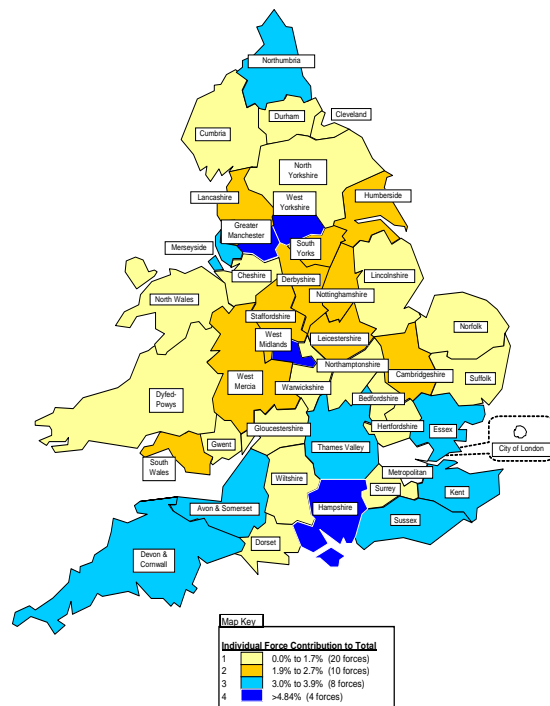 Northumbria
Durham
Cleveland
Cumbria
North
Yorkshire
Lancashire
West
Yorkshire
Humberside
Greater
Manchester
Merseyside
South
Yorks
Cheshire
Derbyshire
Lincolnshire
North Wales
Nottinghamshire
Staffordshire
Norfolk
West
Midlands
Leicestershire
Northamptonshire
Cambridgeshire
West
Mercia
Warwickshire
Suffolk
Dyfed-
Powys
Bedfordshire
Gloucestershire
Hertfordshire
Essex
Gwent
Thames Valley
City of London
South
Wales
Metropolitan
Wiltshire
Surrey
Kent
Avon & Somerset
Hampshire
Sussex
Dorset
Devon &
Cornwall
Map Key
Individual Force Contribution to Total
1 0.0% to 1.7% (20 forces)
2 1.9% to 2.7% (10 forces)
3 3.0% to 3.9% (8 forces)
4 >4.84% (4 forces)